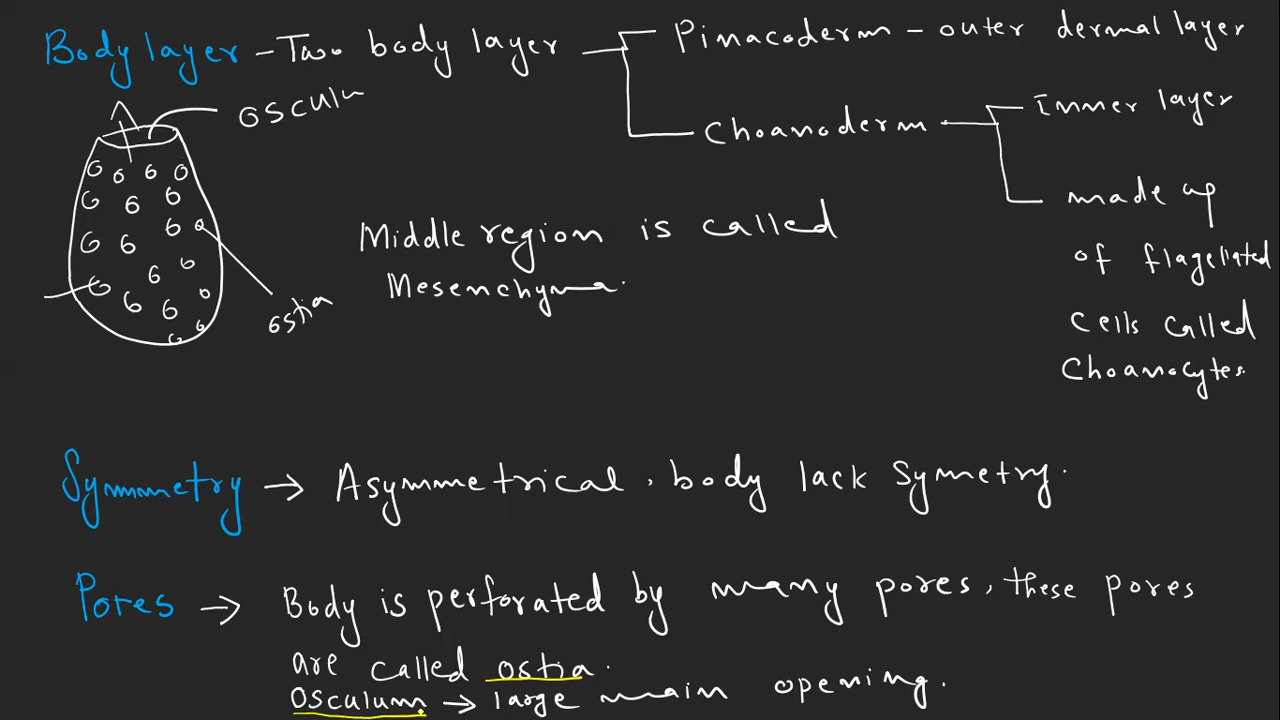 Body layer - Two body layer
Pinacoderm - outer dermal layer
Choanoderm
Inner layer
made up
of flagellated
cells called
Choanocytes.
osculu
ostia
Middle region is called
Mesenchyma.
Symmetry → Asymmetrical, body lack Symetry.
Pores → Body is perforated by many pores, these pores
are called ostia.
Osculum → large main opening.